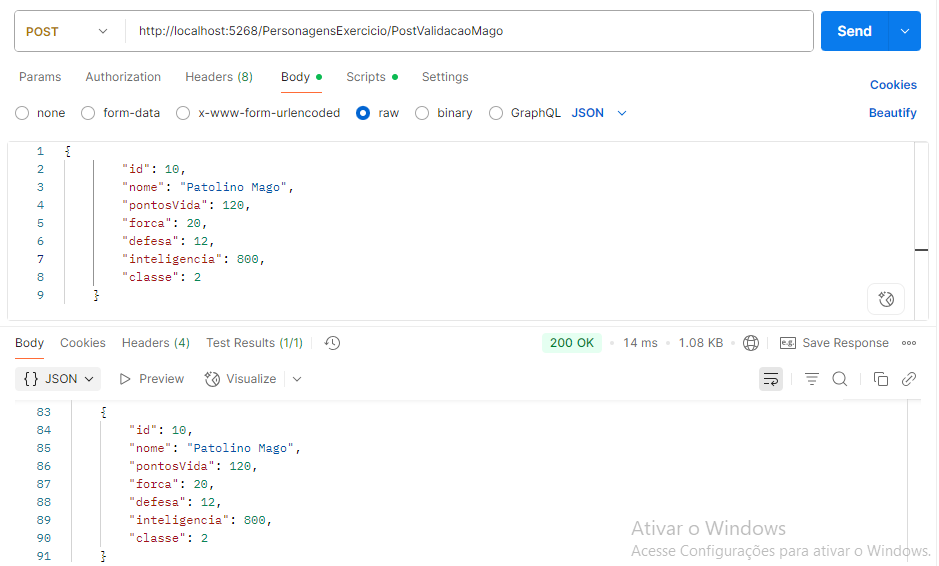 POST http://localhost:5268/PersonagensExercicio/PostValidacaoMago Send
Params Authorization Headers (8) Body Scripts Settings Cookies
none form-data x-www-form-urlencoded raw binary GraphQL JSON Beautify
1 {
2 "id": 10,
3 "nome": "Patolino Mago",
4 "pontosVida": 120,
5 "forca": 20,
6 "defesa": 12,
7 "inteligencia": 800,
8 "classe": 2
9 }
Body Cookies Headers (4) Test Results (1/1) 200 OK 14 ms 1.08 KB e.g. Save Response
{} JSON Preview Visualize
83 {
84 "id": 10,
85 "nome": "Patolino Mago",
86 "pontosVida": 120,
87 "forca": 20,
88 "defesa": 12,
89 "inteligencia": 800,
90 "classe": 2
91 }
Ativar o Windows
Acesse Configurações para ativar o Windows.